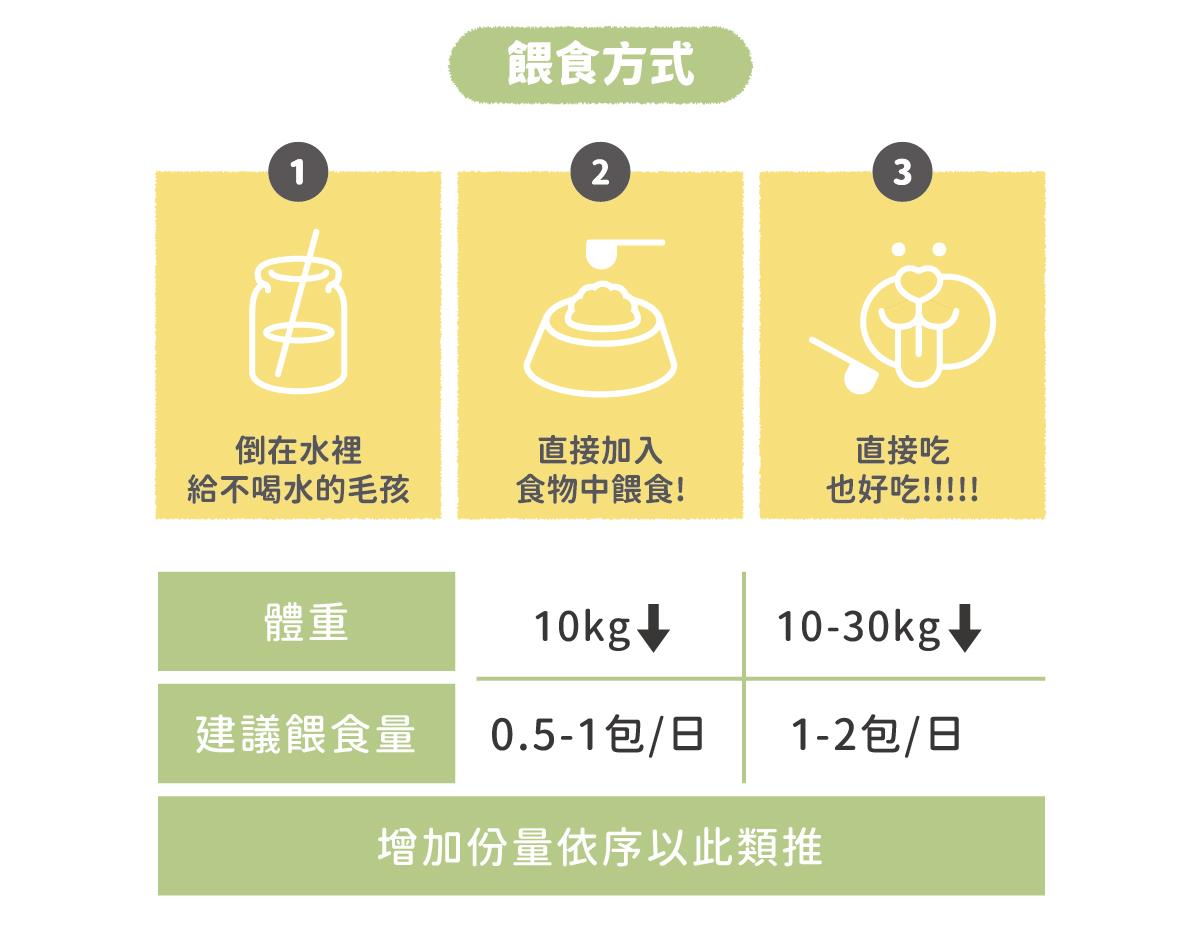 餵食方式
1
2
3
倒在水裡
給不喝水的毛孩
直接加入
食物中餵食!
直接吃
也好吃!!!!!
體重
10kg
10-30kg
建議餵食量
0.5-1包/日
1-2包/日
增加份量依序以此類推